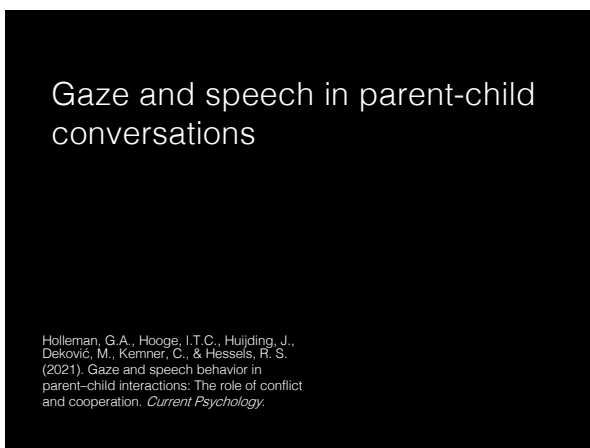 Gaze and speech in parent-child
conversations
Holleman, G.A., Hooge, I.T.C., Huijding, J.,
Deković, M., Kemner, C., & Hessels, R. S.
(2021). Gaze and speech behavior in
parent–child interactions: The role of conflict
and cooperation. Current Psychology.